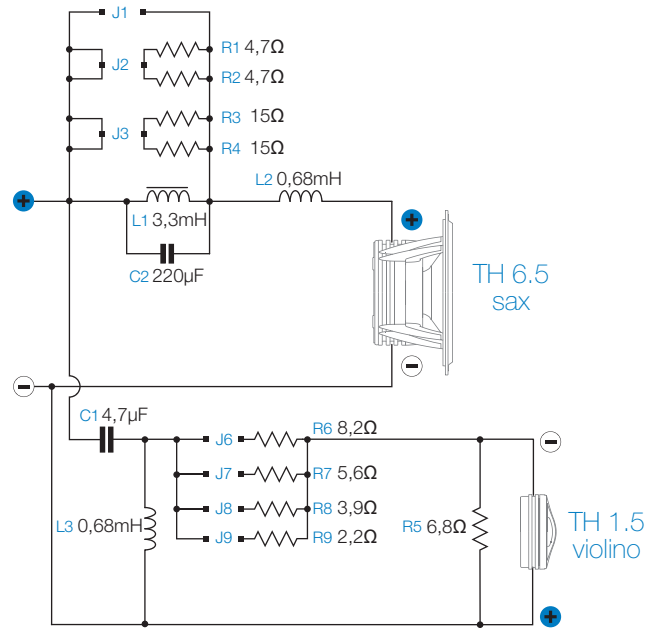 J1
R1 4,7Ω
J2
R2 4,7Ω
R3 15Ω
J3
R4 15Ω
L2 0,68mH
+
+
L1 3,3mH
C2 220µF
TH 6.5
sax
−
−
C1 4,7µF
R6 8,2Ω
J6
−
J7
R7 5,6Ω
J8
R8 3,9Ω
L3 0,68mH
R5 6,8Ω
TH 1.5
violino
J9
R9 2,2Ω
+